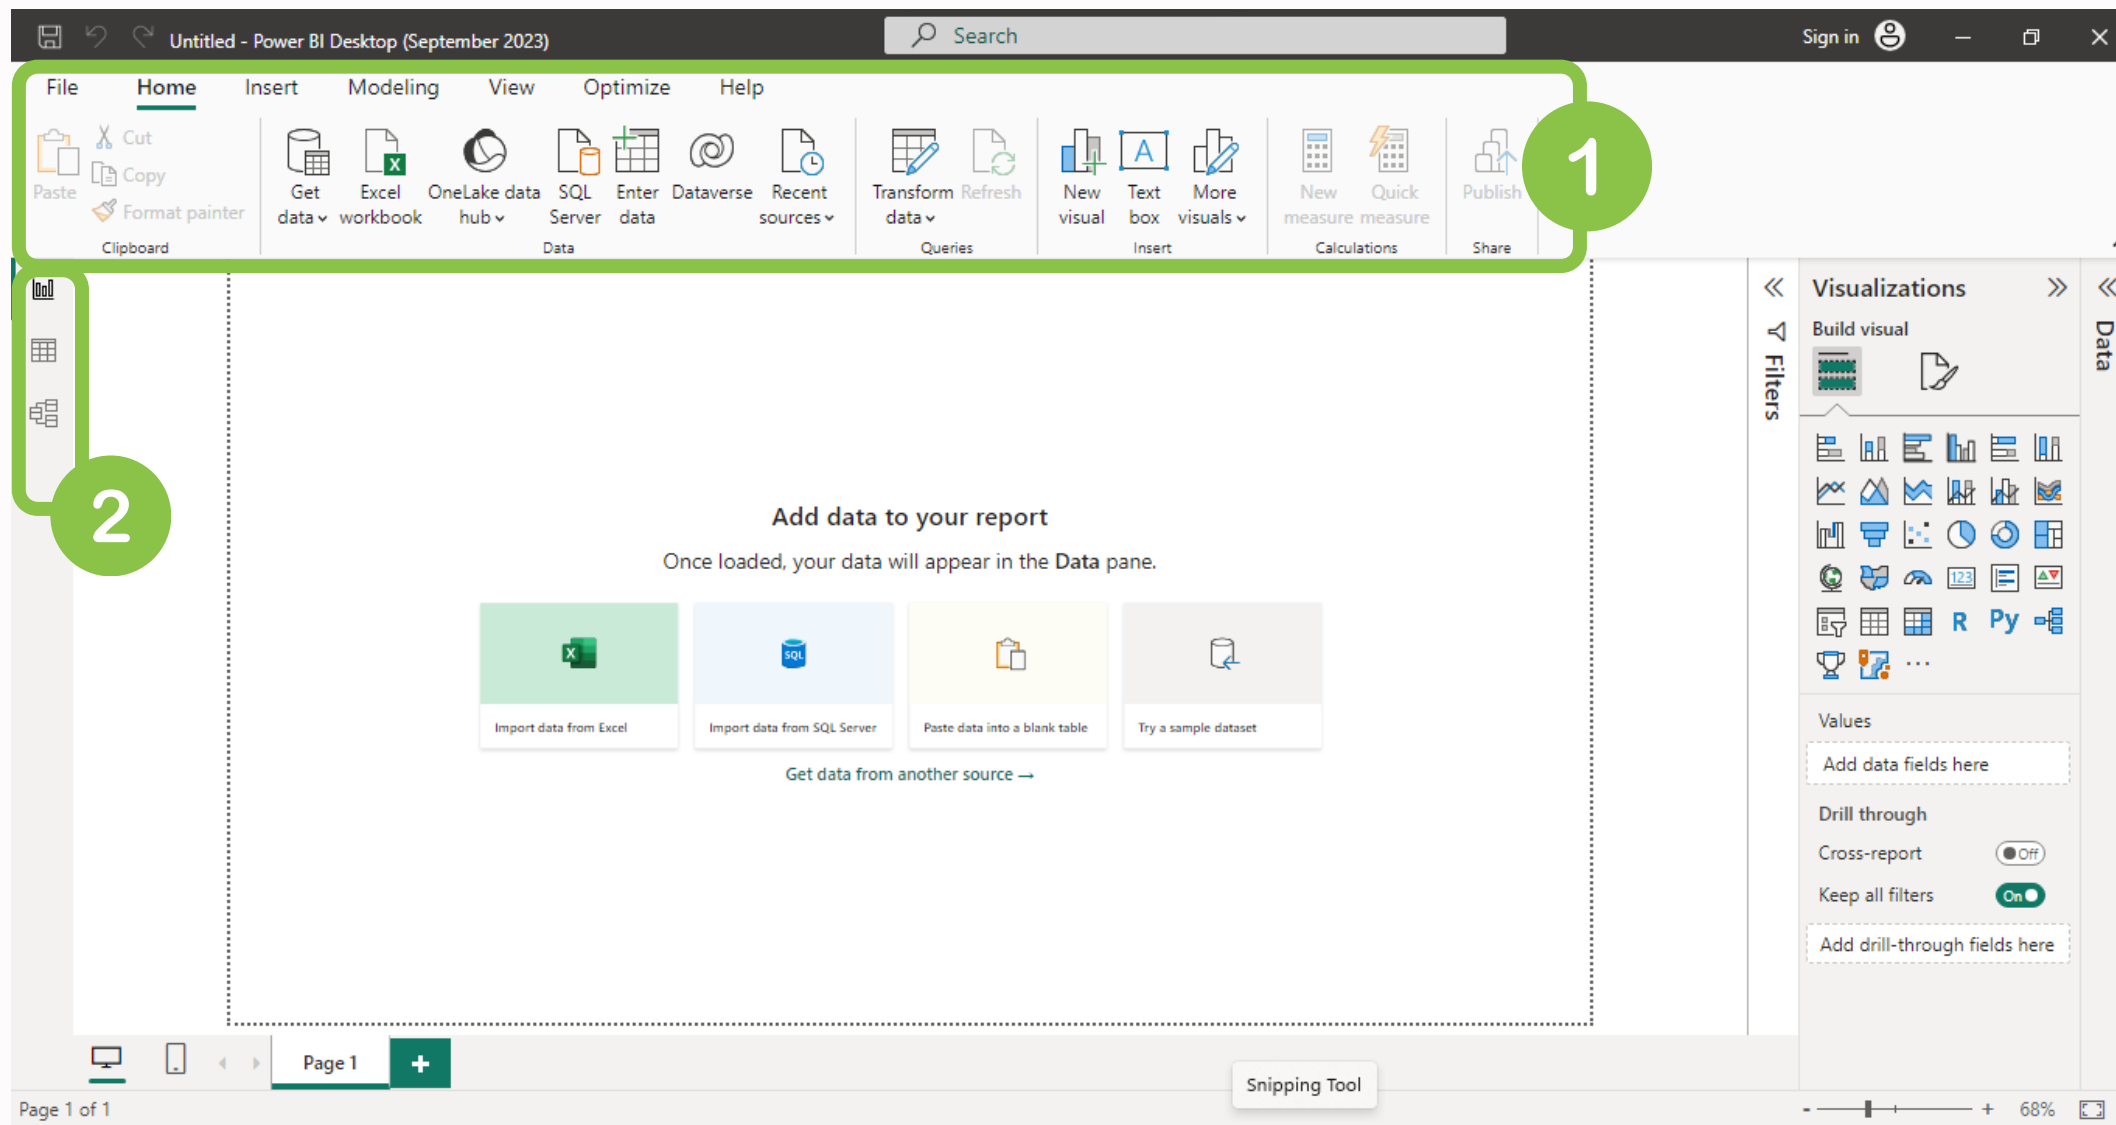 Untitled - Power BI Desktop (September 2023)
Search
Sign in
File Home Insert Modeling View Optimize Help
Paste
Cut
Copy
Format painter
Clipboard
Get data
Excel workbook
OneLake data hub
SQL Server
Enter data
Dataverse
Recent sources
Data
Transform data
Refresh
Queries
New visual
Text box
More visuals
Insert
New measure
Quick measure
Calculations
Publish
Share
1
2
Add data to your report
Once loaded, your data will appear in the Data pane.
SQL
Import data from Excel
Import data from SQL Server
Paste data into a blank table
Try a sample dataset
Get data from another source →
Filters
Visualizations
Build visual
123
R Py
...
Values
Add data fields here
Drill through
Cross-report Off
Keep all filters On
Add drill-through fields here
Data
Page 1
+
Snipping Tool
Page 1 of 1
- + 68%